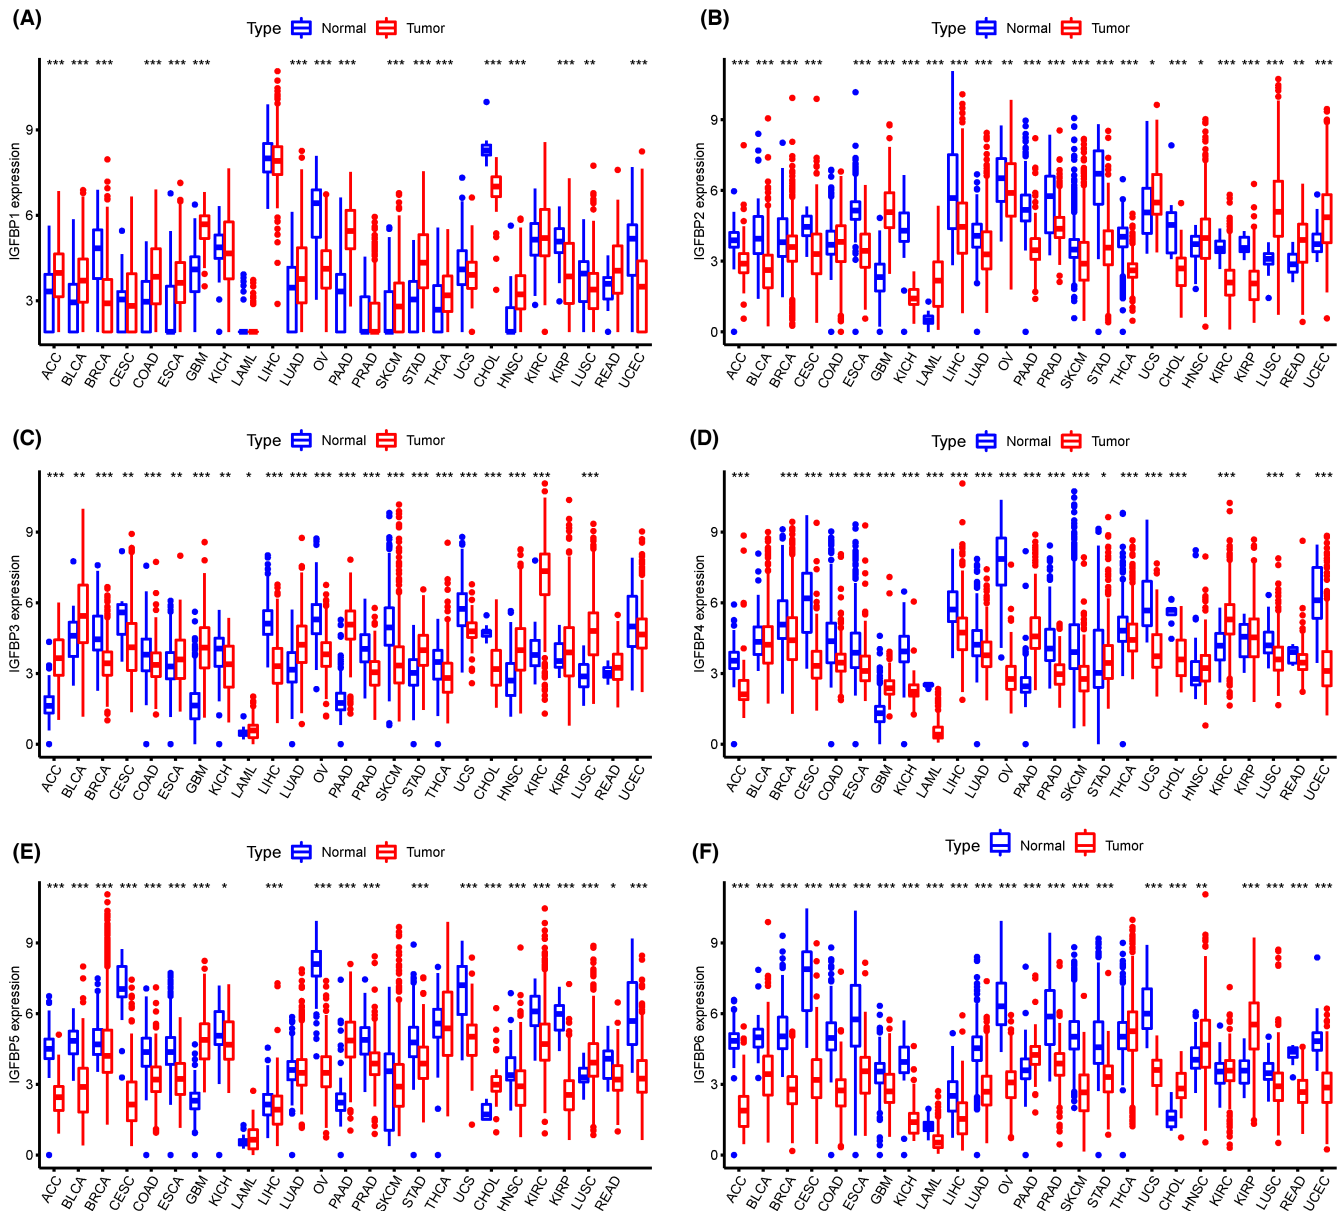 (A)
Type Normal Tumor
*** *** *** *** *** *** *** *** *** *** *** *** *** *** *** ** ***
IGFBP1 expression
9
6
3
ACC BLCA BRCA CESC COAD ESCA GBM KICH LAML LIHC LUAD OV PAAD PRAD SKCM STAD THCA UCS CHOL HNSC KIRC KIRP LUSC READ UCEC
(B)
Type Normal Tumor
*** *** *** *** *** *** *** *** *** *** ** *** *** *** *** *** * *** * *** *** *** ** ***
IGFBP2 expression
9
6
3
0
ACC BLCA BRCA CESC COAD ESCA GBM KICH LAML LIHC LUAD OV PAAD PRAD SKCM STAD THCA UCS CHOL HNSC KIRC KIRP LUSC READ UCEC
(C)
Type Normal Tumor
*** ** *** ** *** ** *** ** * *** *** *** *** *** *** *** *** *** *** *** *** ***
IGFBP3 expression
9
6
3
0
ACC BLCA BRCA CESC COAD ESCA GBM KICH LAML LIHC LUAD OV PAAD PRAD SKCM STAD THCA UCS CHOL HNSC KIRC KIRP LUSC READ UCEC
(D)
Type Normal Tumor
*** *** *** *** *** *** *** *** *** *** *** *** *** *** * *** *** *** *** *** * ***
IGFBP4 expression
9
6
3
0
ACC BLCA BRCA CESC COAD ESCA GBM KICH LAML LIHC LUAD OV PAAD PRAD SKCM STAD THCA UCS CHOL HNSC KIRC KIRP LUSC READ UCEC
(E)
Type Normal Tumor
*** *** *** *** *** *** *** * *** *** *** *** *** *** *** *** *** *** *** * ***
IGFBP5 expression
9
6
3
0
ACC BLCA BRCA CESC COAD ESCA GBM KICH LAML LIHC LUAD OV PAAD PRAD SKCM STAD THCA UCS CHOL HNSC KIRC KIRP LUSC READ
(F)
Type Normal Tumor
*** *** *** *** *** *** *** *** *** *** *** *** *** *** *** *** *** *** ** *** *** *** ***
IGFBP6 expression
9
6
3
0
ACC BLCA BRCA CESC COAD ESCA GBM KICH LAML LIHC LUAD OV PAAD PRAD SKCM STAD THCA UCS CHOL HNSC KIRC KIRP LUSC READ UCEC